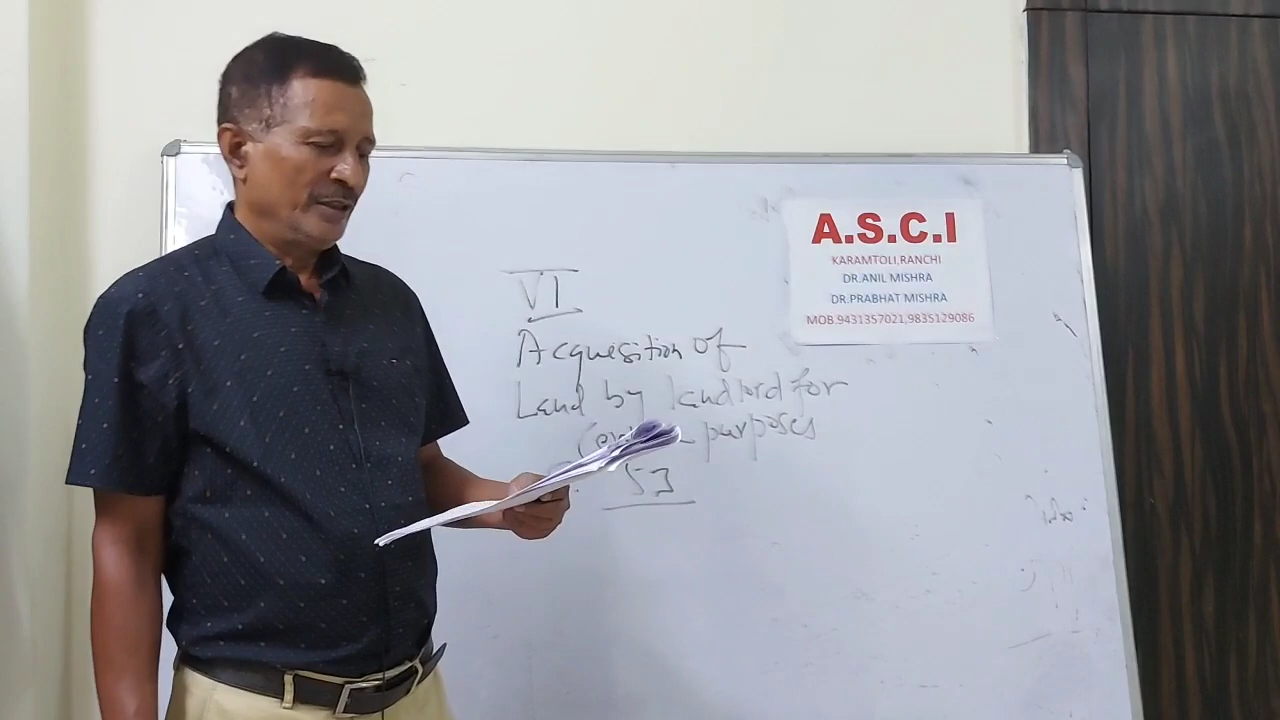 VI
Acquesition of
Land by landlord for
purposes
53
A.S.C.I
KARAMTOLI,RANCHI
DR.ANIL MISHRA
DR.PRABHAT MISHRA
MOB.9431357021,9835129086